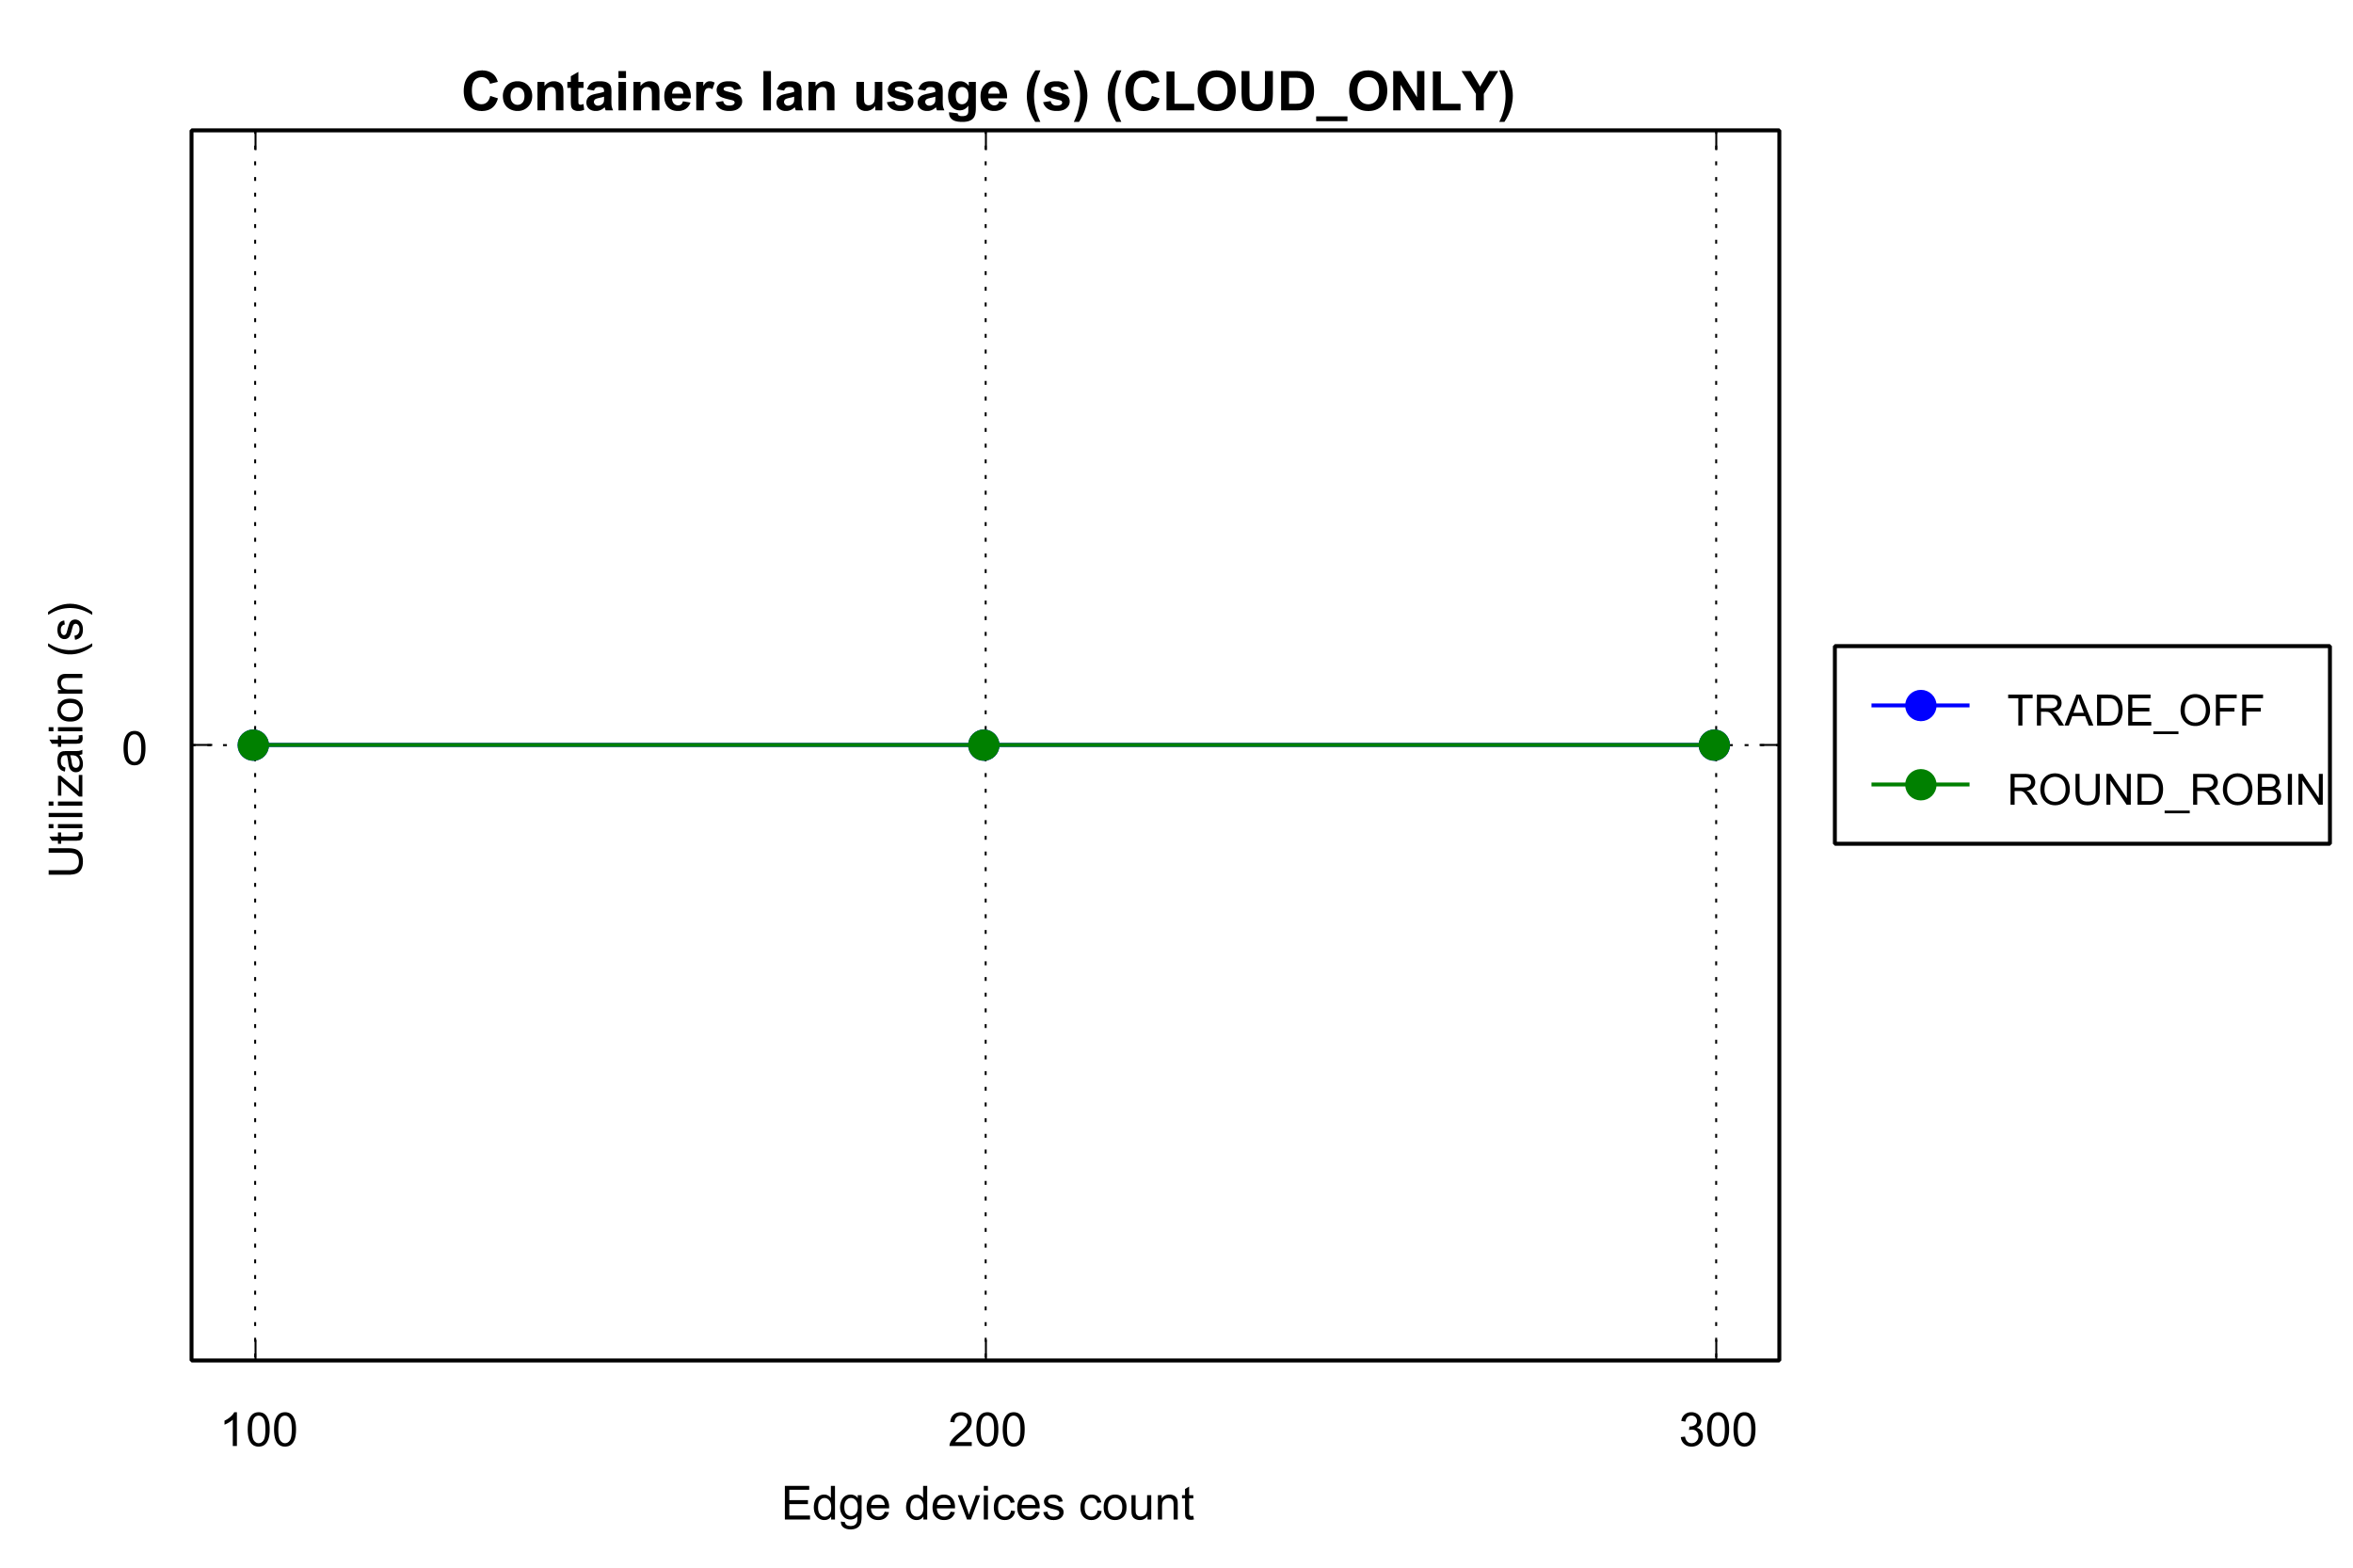 Containers lan usage (s) (CLOUD_ONLY)
Utilization (s)
0
TRADE_OFF
ROUND_ROBIN
100 200 300
Edge devices count